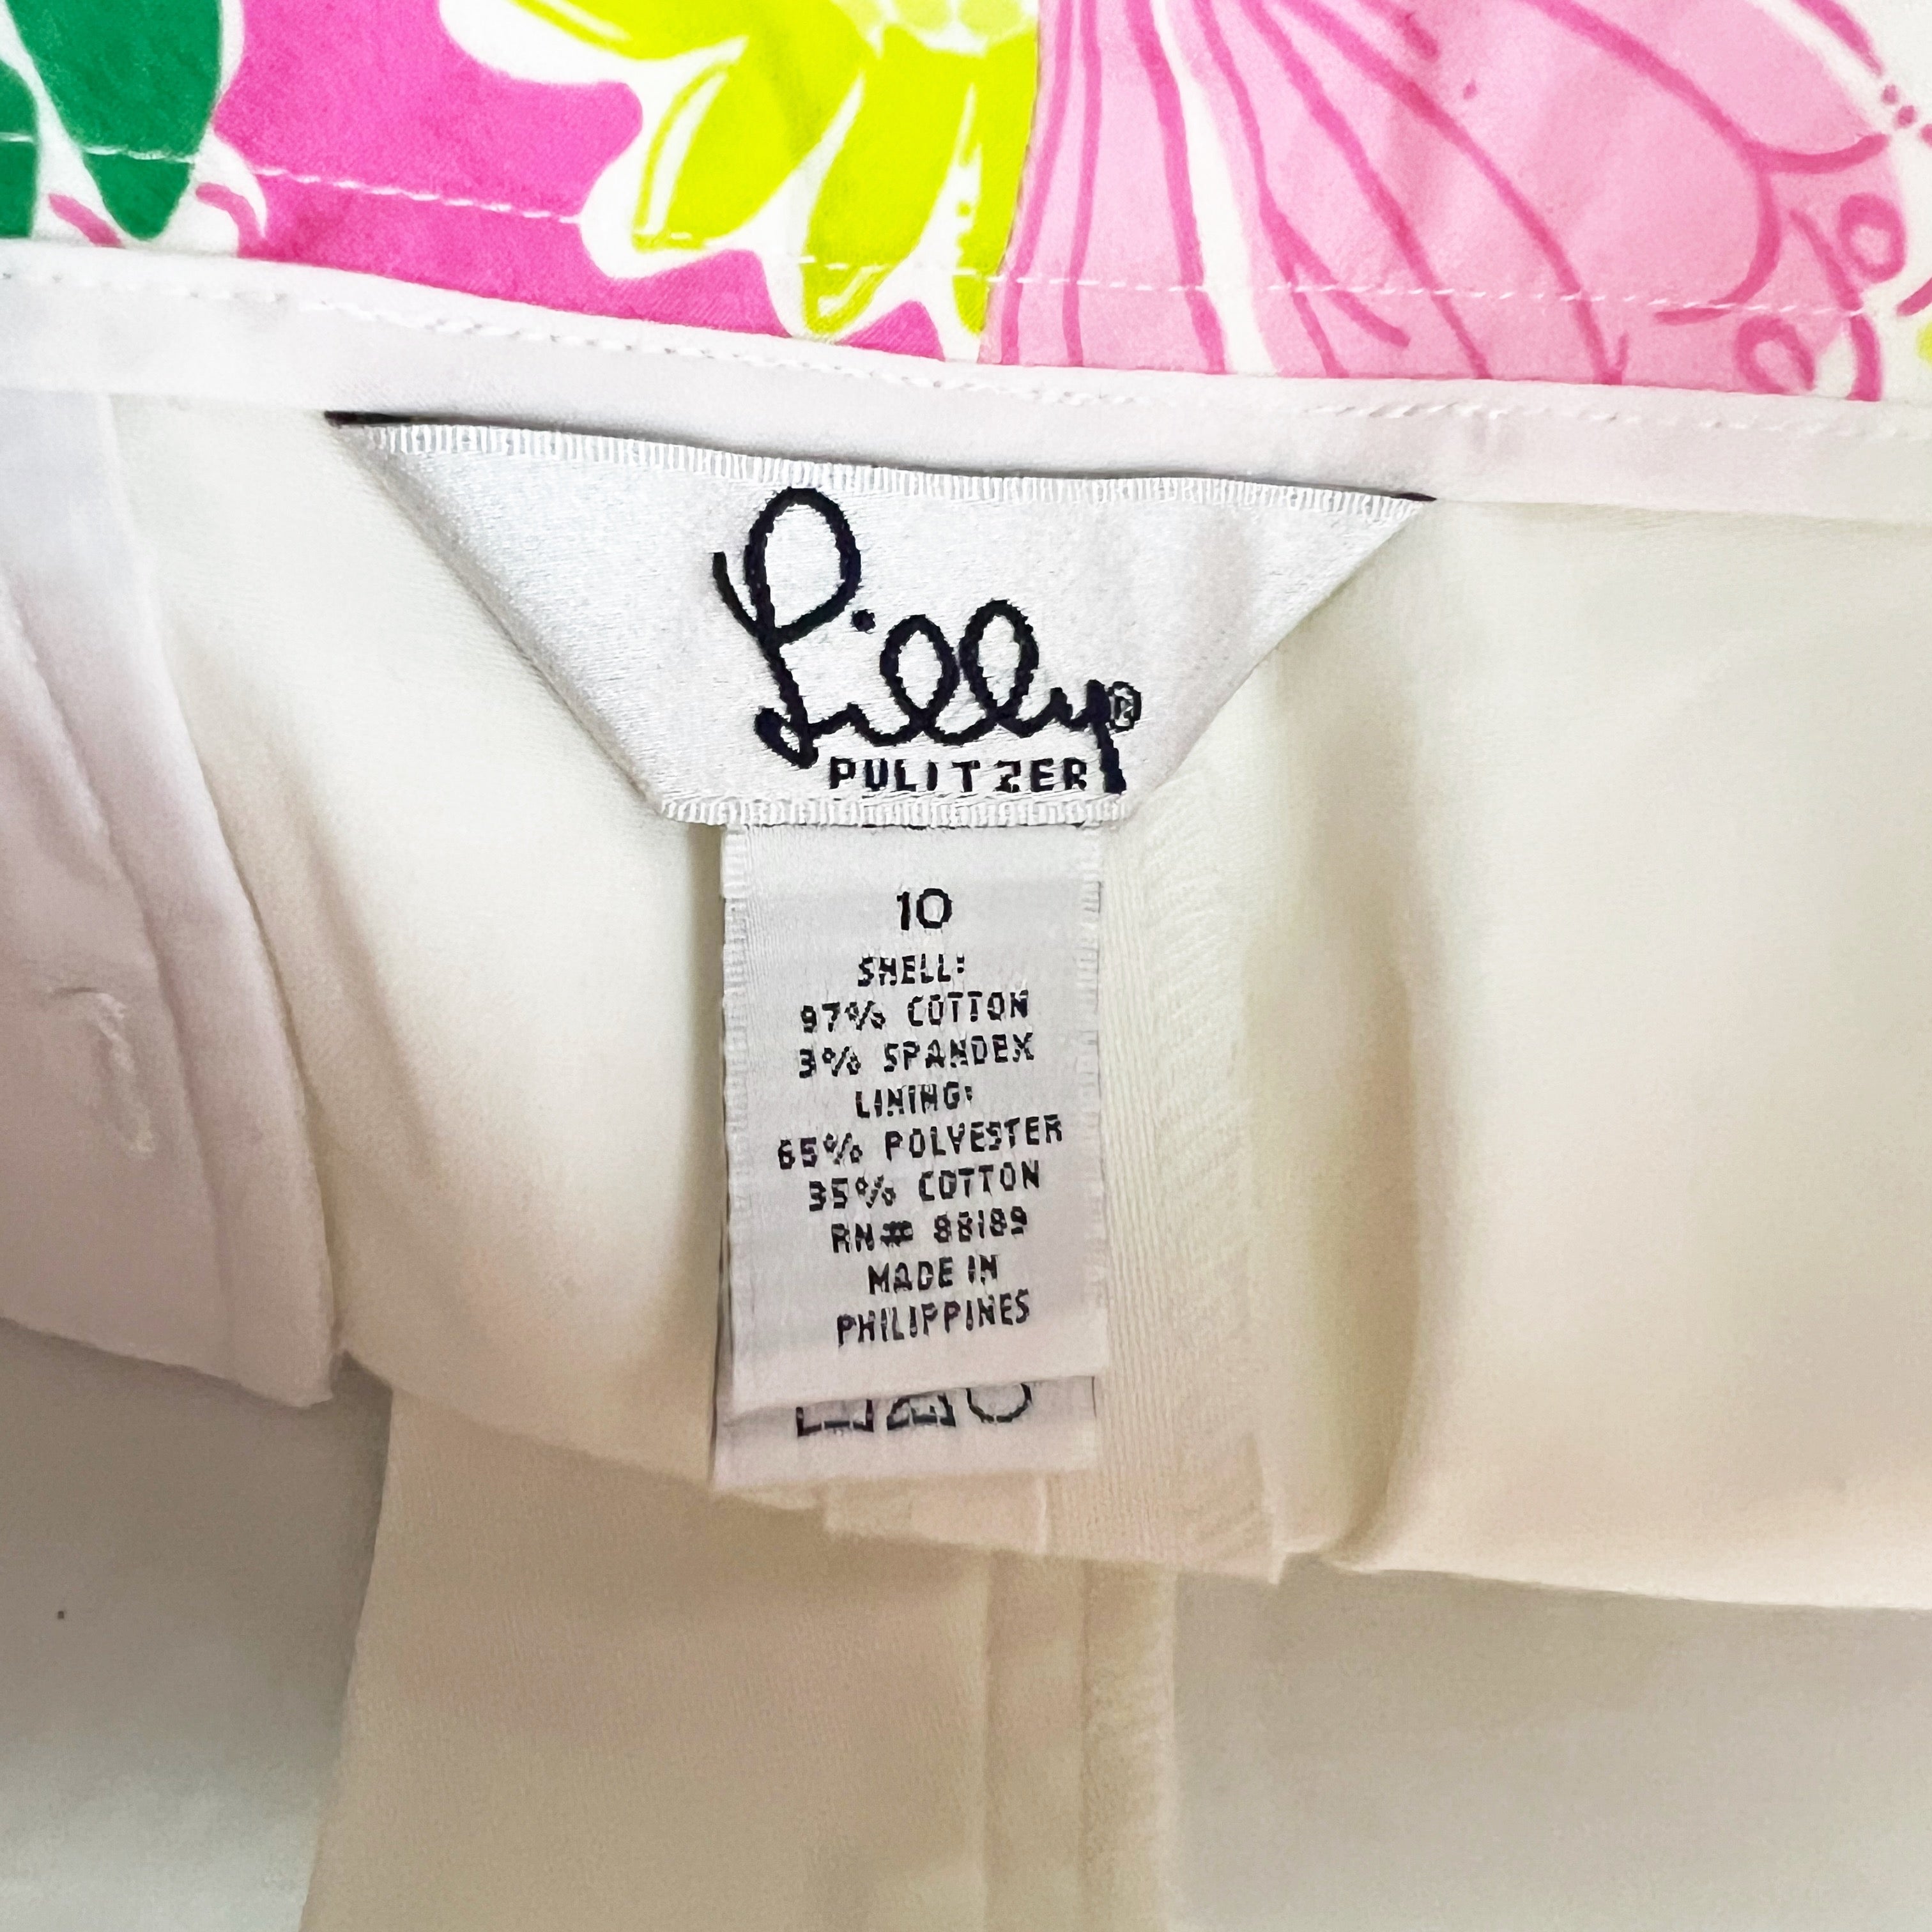 Lilly®
PULITZER
10
SHELL:
97% COTTON
3% SPANDEX
LINING:
65% POLYESTER
35% COTTON
RN# 88189
MADE IN
PHILIPPINES